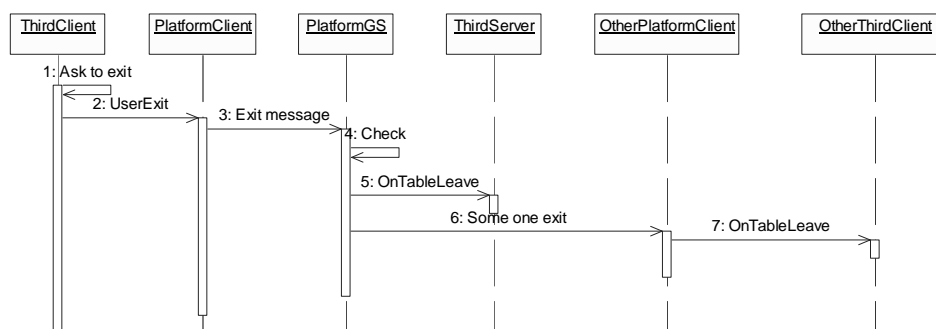 ThirdClient
PlatformClient
PlatformGS
ThirdServer
OtherPlatformClient
OtherThirdClient
1: Ask to exit
2: UserExit
3: Exit message
4: Check
5: OnTableLeave
6: Some one exit
7: OnTableLeave